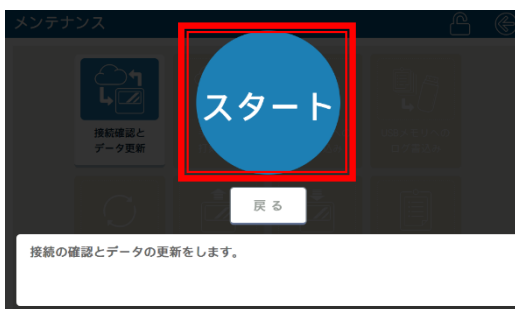 メンテナンス
スタート
接続確認と
データ更新
戻る
接続の確認とデータの更新をします。